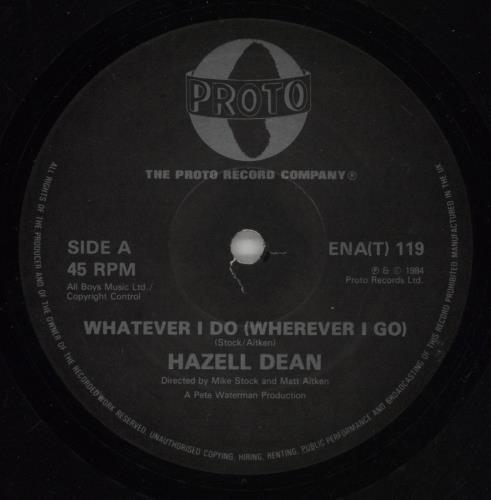 PROTO
THE PROTO RECORD COMPANY®
SIDE A
45 RPM
All Boys Music Ltd./
Copyright Control
ENA(T) 119
℗ & © 1984
Proto Records Ltd.
WHATEVER I DO (WHEREVER I GO)
(Stock/Aitken)
HAZELL DEAN
Directed by Mike Stock and Matt Aitken
A Pete Waterman Production
ALL RIGHTS OF THE PRODUCER AND OF THE OWNER OF THE RECORDED WORK RESERVED. UNAUTHORISED COPYING, HIRING, RENTING, PUBLIC PERFORMANCE AND BROADCASTING OF THIS RECORD PROHIBITED. MANUFACTURED IN THE UK